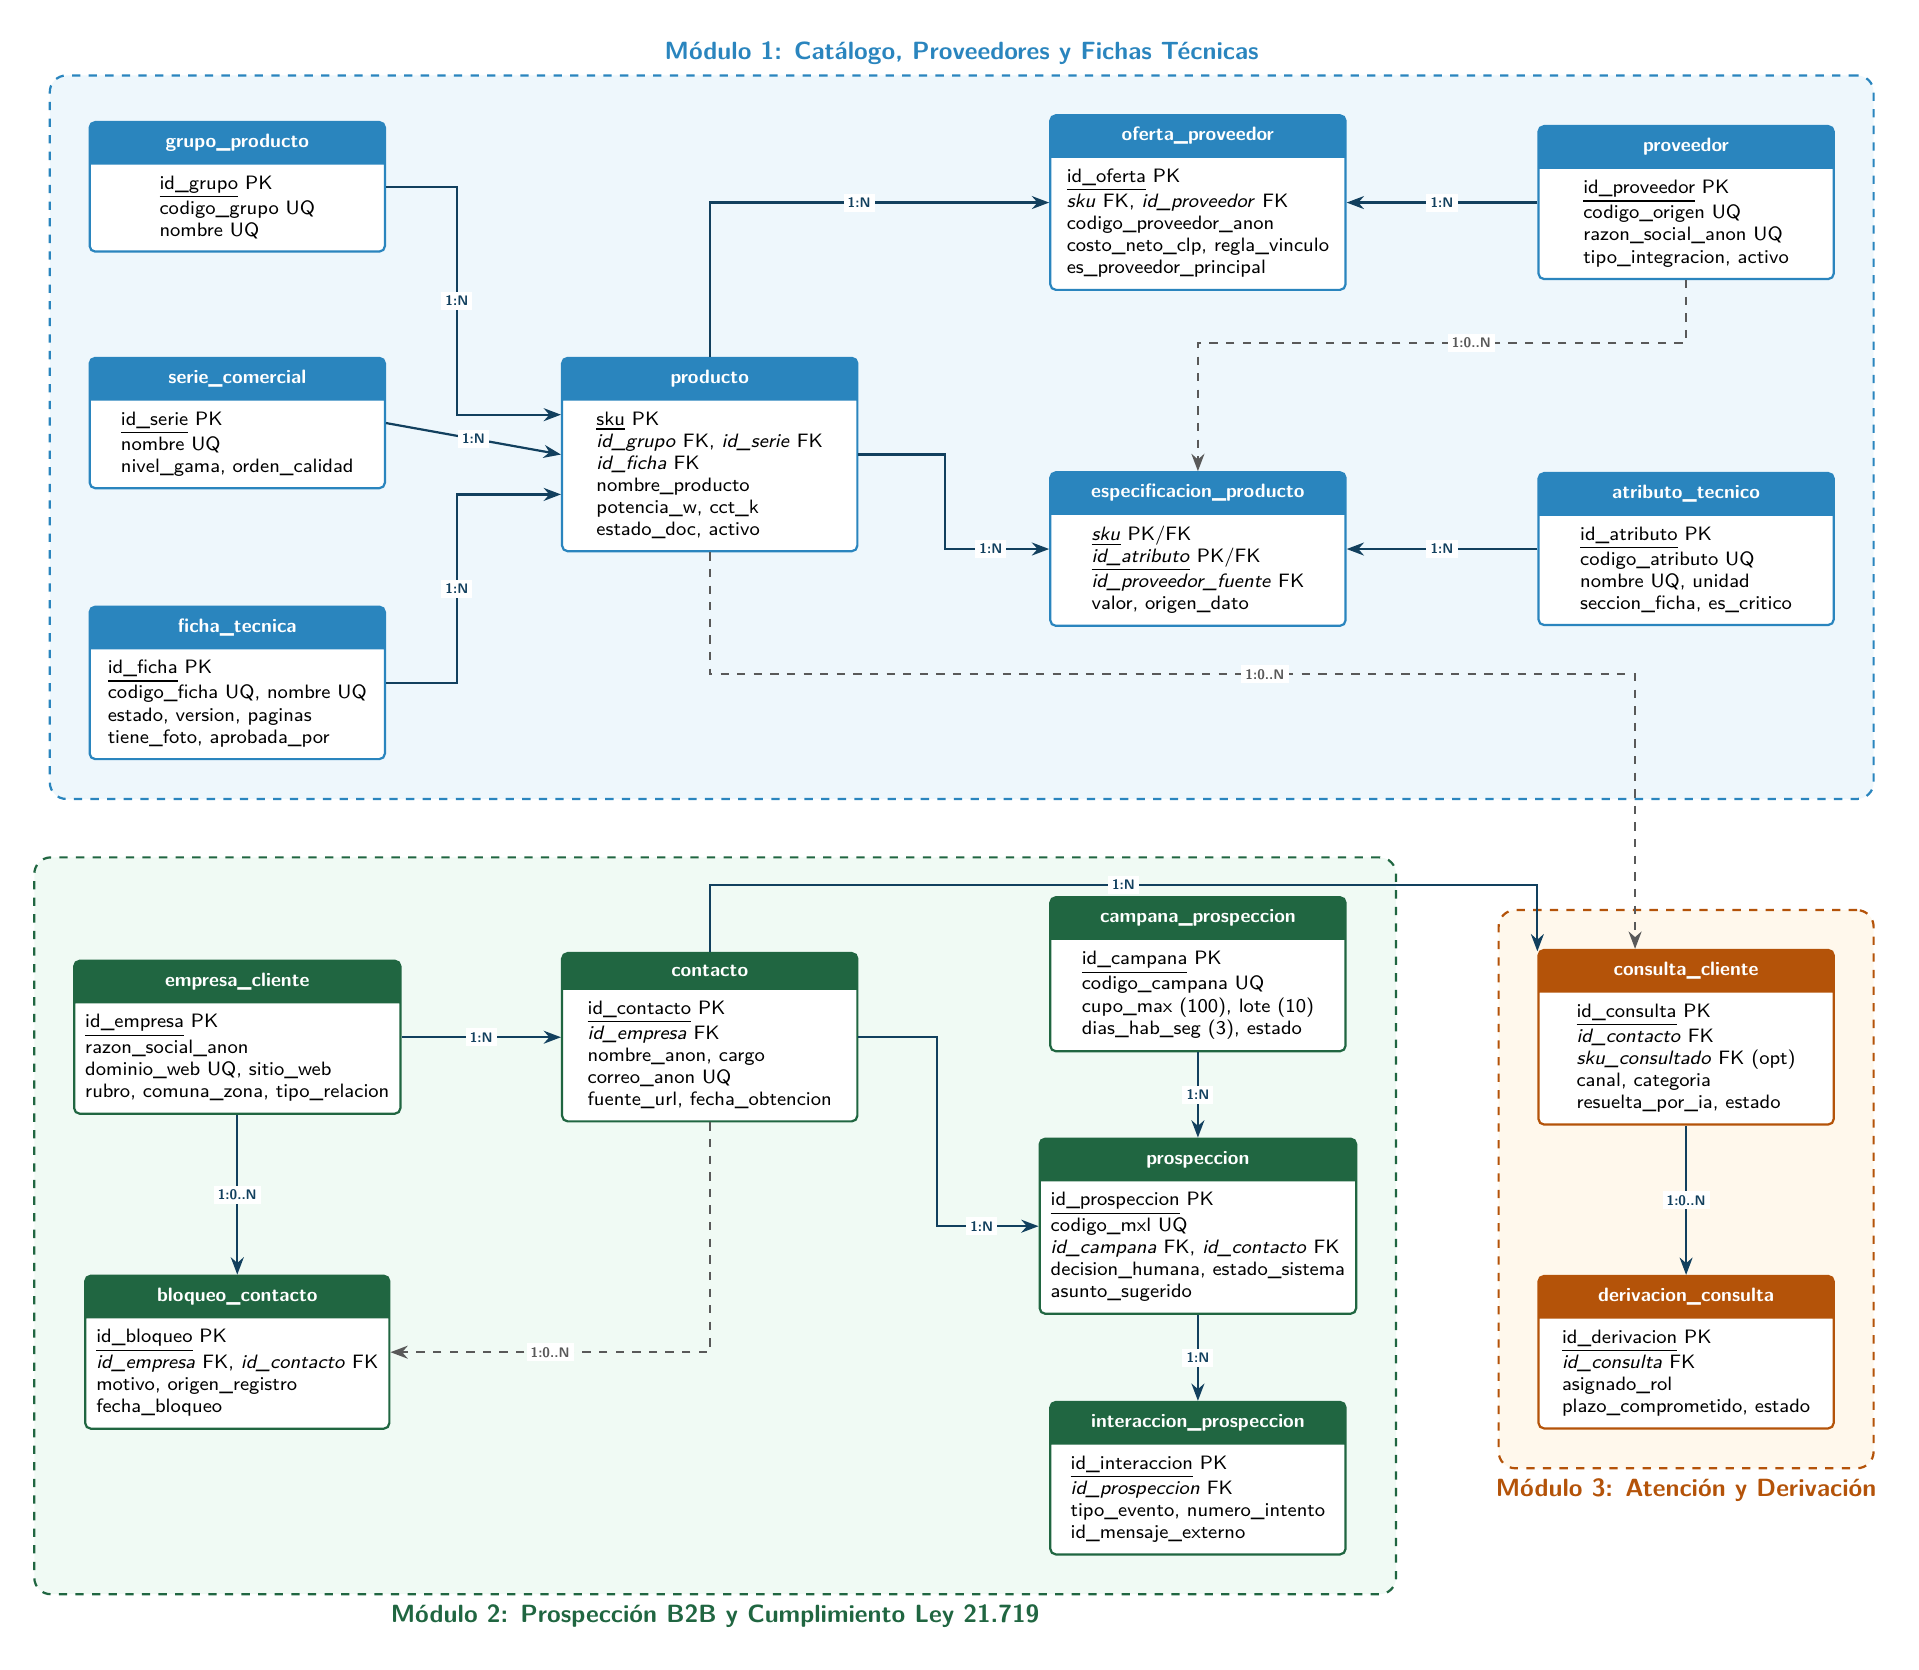 Módulo 1: Catálogo, Proveedores y Fichas Técnicas
grupo_producto
id_grupo PK
codigo_grupo UQ
nombre UQ
oferta_proveedor
id_oferta PK
sku FK, id_proveedor FK
codigo_proveedor_anon
costo_neto_clp, regla_vinculo
es_proveedor_principal
proveedor
id_proveedor PK
codigo_origen UQ
razon_social_anon UQ
tipo_integracion, activo
1:N
1:N
1:N
1:0..N
serie_comercial
id_serie PK
nombre UQ
nivel_gama, orden_calidad
1:N
producto
sku PK
id_grupo FK, id_serie FK
id_ficha FK
nombre_producto
potencia_w, cct_k
estado_doc, activo
especificacion_producto
sku PK/FK
id_atributo PK/FK
id_proveedor_fuente FK
valor, origen_dato
atributo_tecnico
id_atributo PK
codigo_atributo UQ
nombre UQ, unidad
seccion_ficha, es_critico
1:N
1:N
1:N
ficha_tecnica
id_ficha PK
codigo_ficha UQ, nombre UQ
estado, version, paginas
tiene_foto, aprobada_por
1:0..N
1:N
campana_prospeccion
id_campana PK
codigo_campana UQ
cupo_max (100), lote (10)
dias_hab_seg (3), estado
empresa_cliente
id_empresa PK
razon_social_anon
dominio_web UQ, sitio_web
rubro, comuna_zona, tipo_relacion
1:N
contacto
id_contacto PK
id_empresa FK
nombre_anon, cargo
correo_anon UQ
fuente_url, fecha_obtencion
consulta_cliente
id_consulta PK
id_contacto FK
sku_consultado FK (opt)
canal, categoria
resuelta_por_ia, estado
1:N
1:0..N
1:0..N
prospeccion
id_prospeccion PK
codigo_mxl UQ
id_campana FK, id_contacto FK
decision_humana, estado_sistema
asunto_sugerido
1:N
bloqueo_contacto
id_bloqueo PK
id_empresa FK, id_contacto FK
motivo, origen_registro
fecha_bloqueo
1:0..N
1:N
derivacion_consulta
id_derivacion PK
id_consulta FK
asignado_rol
plazo_comprometido, estado
interaccion_prospeccion
id_interaccion PK
id_prospeccion FK
tipo_evento, numero_intento
id_mensaje_externo
Módulo 3: Atención y Derivación
Módulo 2: Prospección B2B y Cumplimiento Ley 21.719